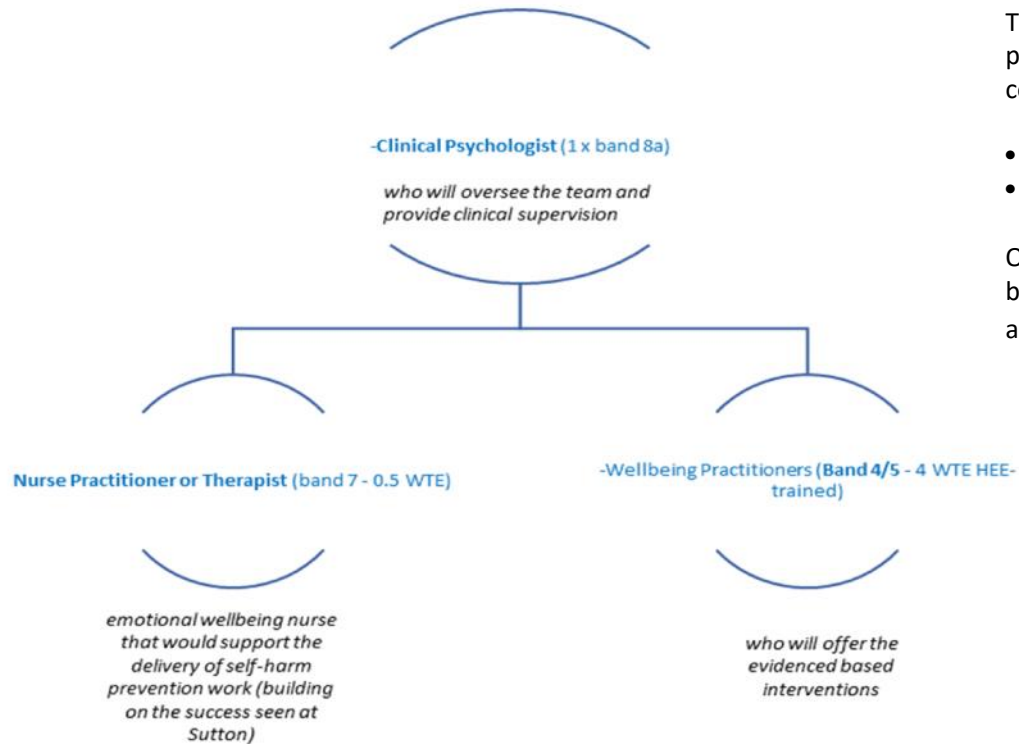 -Clinical Psychologist (1 x band 8a)
who will oversee the team and
provide clinical supervision
Nurse Practitioner or Therapist (band 7 - 0.5 WTE)
emotional wellbeing nurse
that would support the
delivery of self-harm
prevention work (building
on the success seen at
Sutton)
-Wellbeing Practitioners (Band 4/5 - 4 WTE HEE-
trained)
who will offer the
evidenced based
interventions